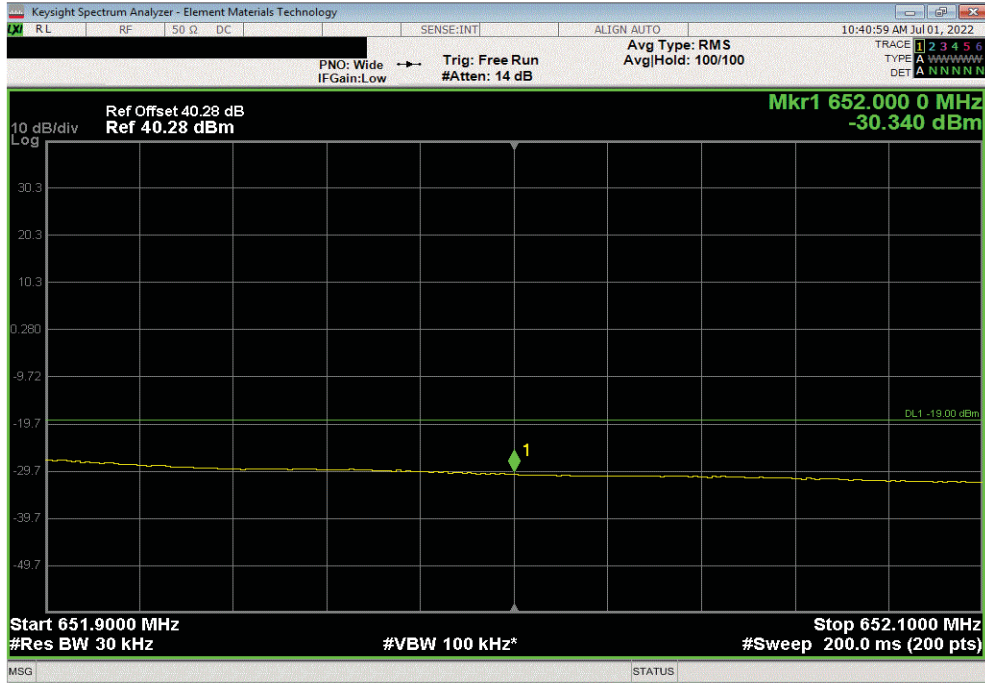 Keysight Spectrum Analyzer - Element Materials Technology
LXI RL RF 50 Ω DC SENSE:INT ALIGN AUTO 10:40:59 AM Jul 01, 2022
PNO: Wide Trig: Free Run Avg Type: RMS TRACE 1 2 3 4 5 6
IFGain:Low #Atten: 14 dB Avg|Hold: 100/100 TYPE A WWWWW
DET A N N N N N
Mkr1 652.000 0 MHz
-30.340 dBm
Ref Offset 40.28 dB
10 dB/div Ref 40.28 dBm
Log
30.3
20.3
10.3
0.280
-9.72
DL1 -19.00 dBm
-19.7
1
-29.7
-39.7
-49.7
Start 651.9000 MHz Stop 652.1000 MHz
#Res BW 30 kHz #VBW 100 kHz* #Sweep 200.0 ms (200 pts)
MSG STATUS